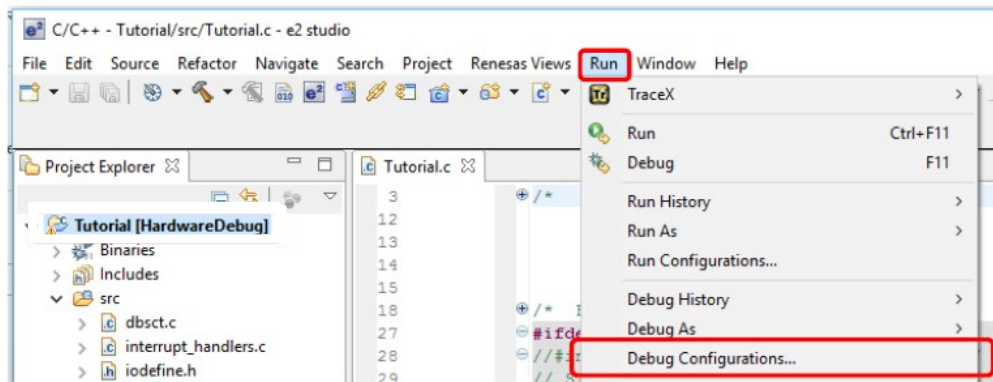 C/C++ - Tutorial/src/Tutorial.c - e2 studio
File Edit Source Refactor Navigate Search Project Renesas Views Run Window Help
TraceX
Run Ctrl+F11
Debug F11
Run History
Run As
Run Configurations...
Debug History
Debug As
Debug Configurations...
Project Explorer
Tutorial [HardwareDebug]
Binaries
Includes
src
dbsct.c
interrupt_handlers.c
iodefine.h
Tutorial.c
3 /*
12
13
14
15
18 /*
27 #ifde
28
29